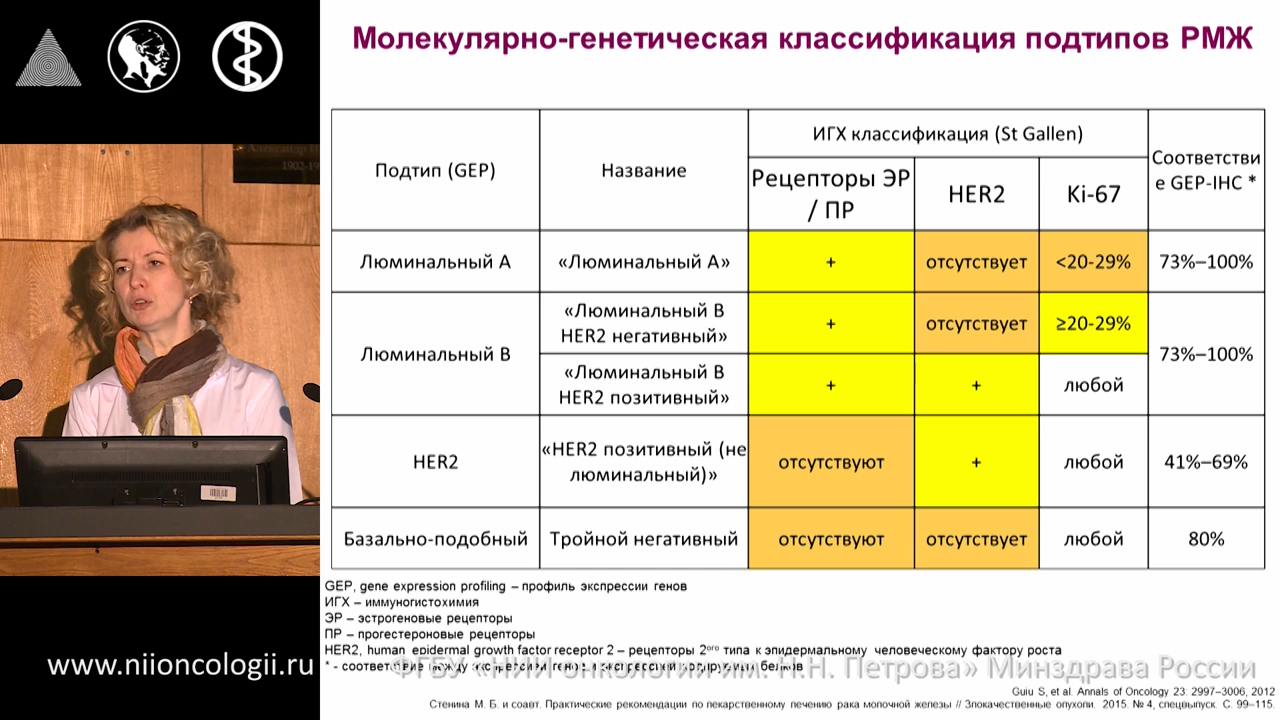 Молекулярно-генетическая классификация подтипов РМЖ
Подтип (GEP)
Название
ИГХ классификация (St Gallen)
Рецепторы ЭР
/ ПР
HER2
Ki-67
Соответстви
е GEP-IHC *
Люминальный А
«Люминальный А»
+
отсутствует
<20-29%
73%–100%
Люминальный В
«Люминальный В
HER2 негативный»
+
отсутствует
≥20-29%
73%–100%
«Люминальный В
HER2 позитивный»
+
+
любой
HER2
«HER2 позитивный (не
люминальный)»
отсутствуют
+
любой
41%–69%
Базально-подобный
Тройной негативный
отсутствуют
отсутствует
любой
80%
GEP, gene expression profiling – профиль экспрессии генов
ИГХ – иммуногистохимия
ЭР – эстрогеновые рецепторы
ПР – прогестероновые рецепторы
HER2, human epidermal growth factor receptor 2 – рецепторы 2ого типа к эпидермальному человеческому фактору роста
* - соответствие между экспрессией генов и экспрессией кодируемых белков
www.niioncologii.ru
ФГБУ «НИИ онкологии им. Н.Н. Петрова» Минздрава России
Guiu S, et al. Annals of Oncology 23: 2997–3006, 2012
Стенина М. Б. и соавт. Практические рекомендации по лекарственному лечению рака молочной железы // Злокачественные опухоли. 2015. № 4, спецвыпуск. С. 99–115.